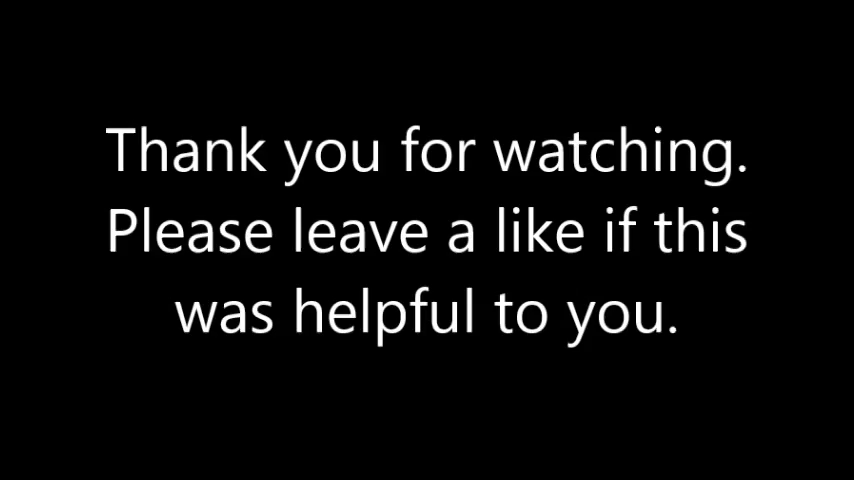 Thank you for watching.
Please leave a like if this
was helpful to you.